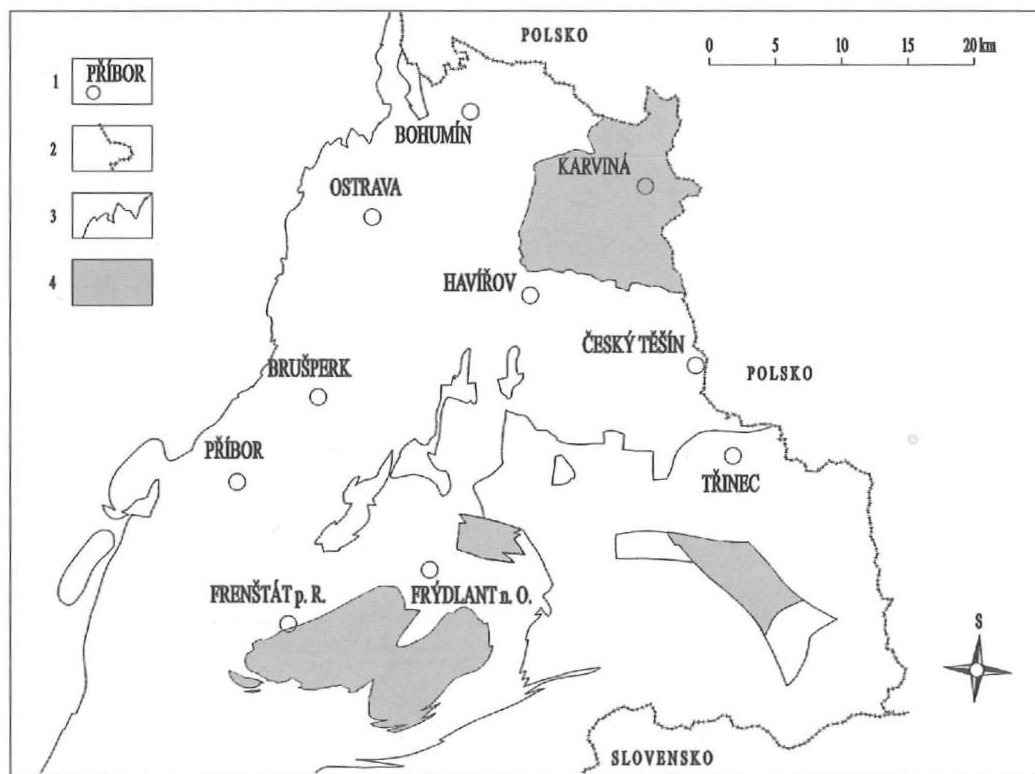 POLSKO
0 5 10 15 20 km
1 PŘÍBOR
2
3
4
BOHUMÍN
KARVINÁ
OSTRAVA
HAVÍŘOV
ČESKÝ TĚŠÍN
POLSKO
BRUŠPERK
PŘÍBOR
TŘINEC
FRENŠTÁT p. R.
FRÝDLANT n. O.
S
SLOVENSKO